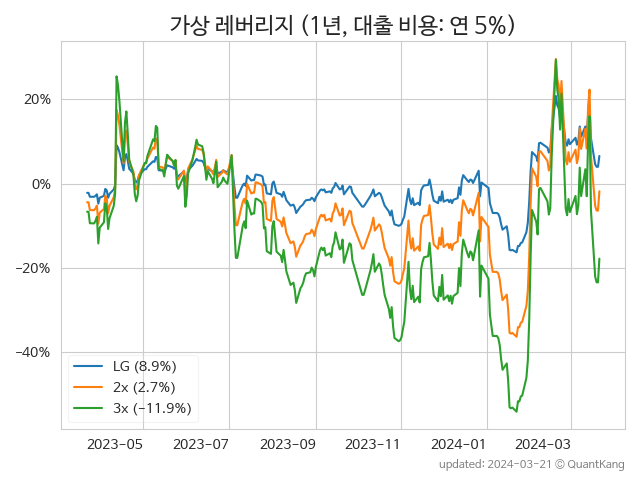 가상 레버리지 (1년, 대출 비용: 연 5%)
20%
0%
−20%
−40%
LG (8.9%)
2x (2.7%)
3x (−11.9%)
2023−05 2023−07 2023−09 2023−11 2024−01 2024−03
updated: 2024−03−21 © QuantKang